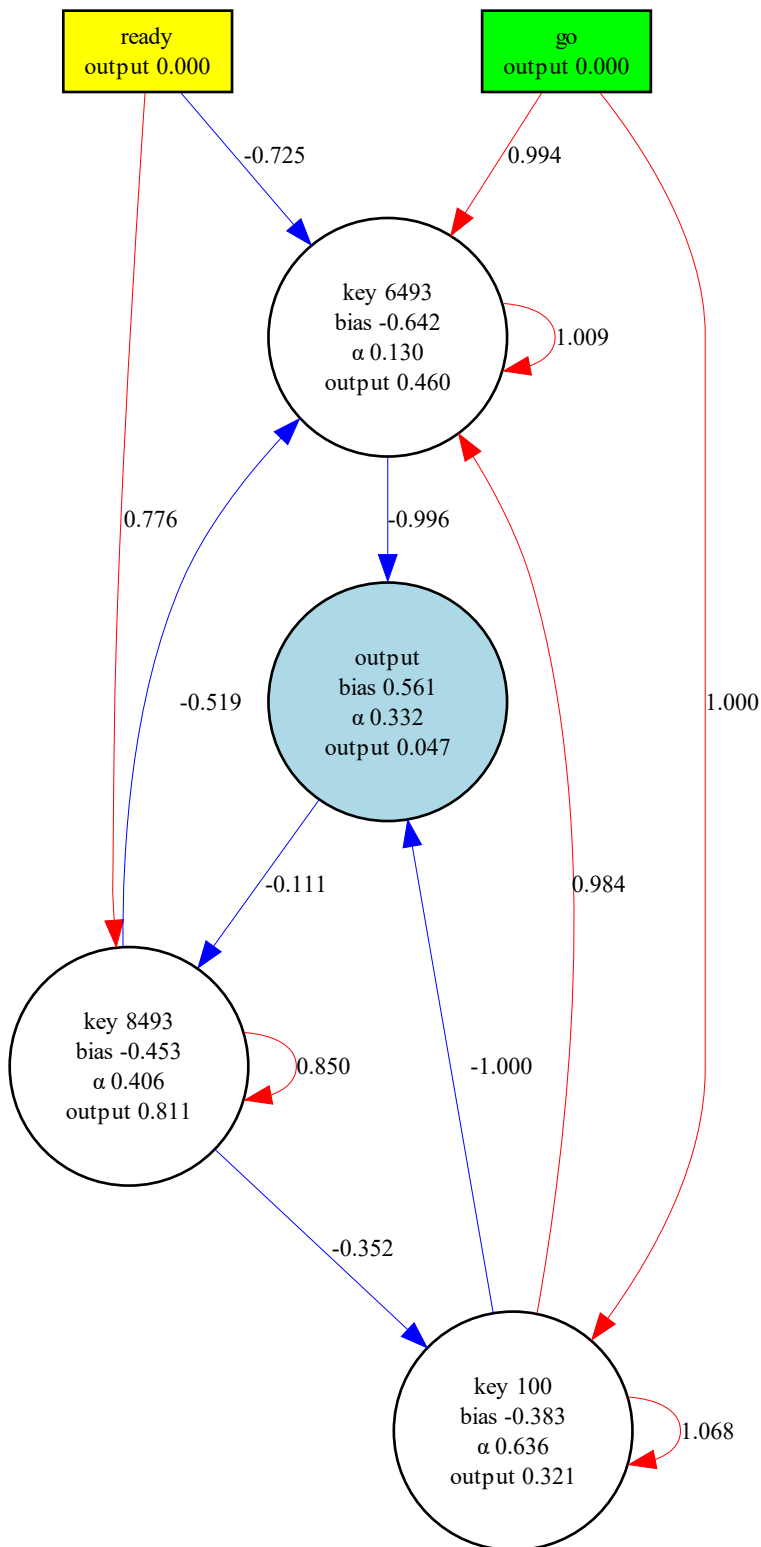 ready
output 0.000
go
output 0.000
-0.725
0.994
key 6493
bias -0.642
α 0.130
output 0.460
1.009
0.776
-0.996
output
bias 0.561
α 0.332
output 0.047
-0.519
1.000
-0.111
0.984
key 8493
bias -0.453
α 0.406
output 0.811
0.850
-1.000
-0.352
key 100
bias -0.383
α 0.636
output 0.321
1.068